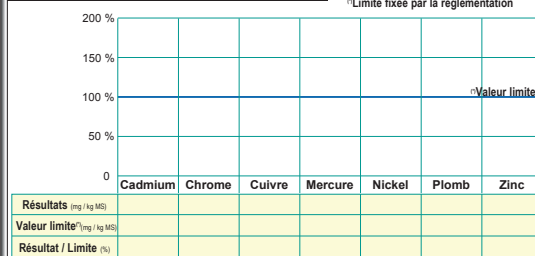 (*)Limite fixée par la réglementation
200 %
150 %
100 %
(*)Valeur limite
50 %
0
Cadmium Chrome Cuivre Mercure Nickel Plomb Zinc
Résultats (mg / kg MS)
Valeur limite(*)(mg / kg MS)
Résultat / Limite (%)